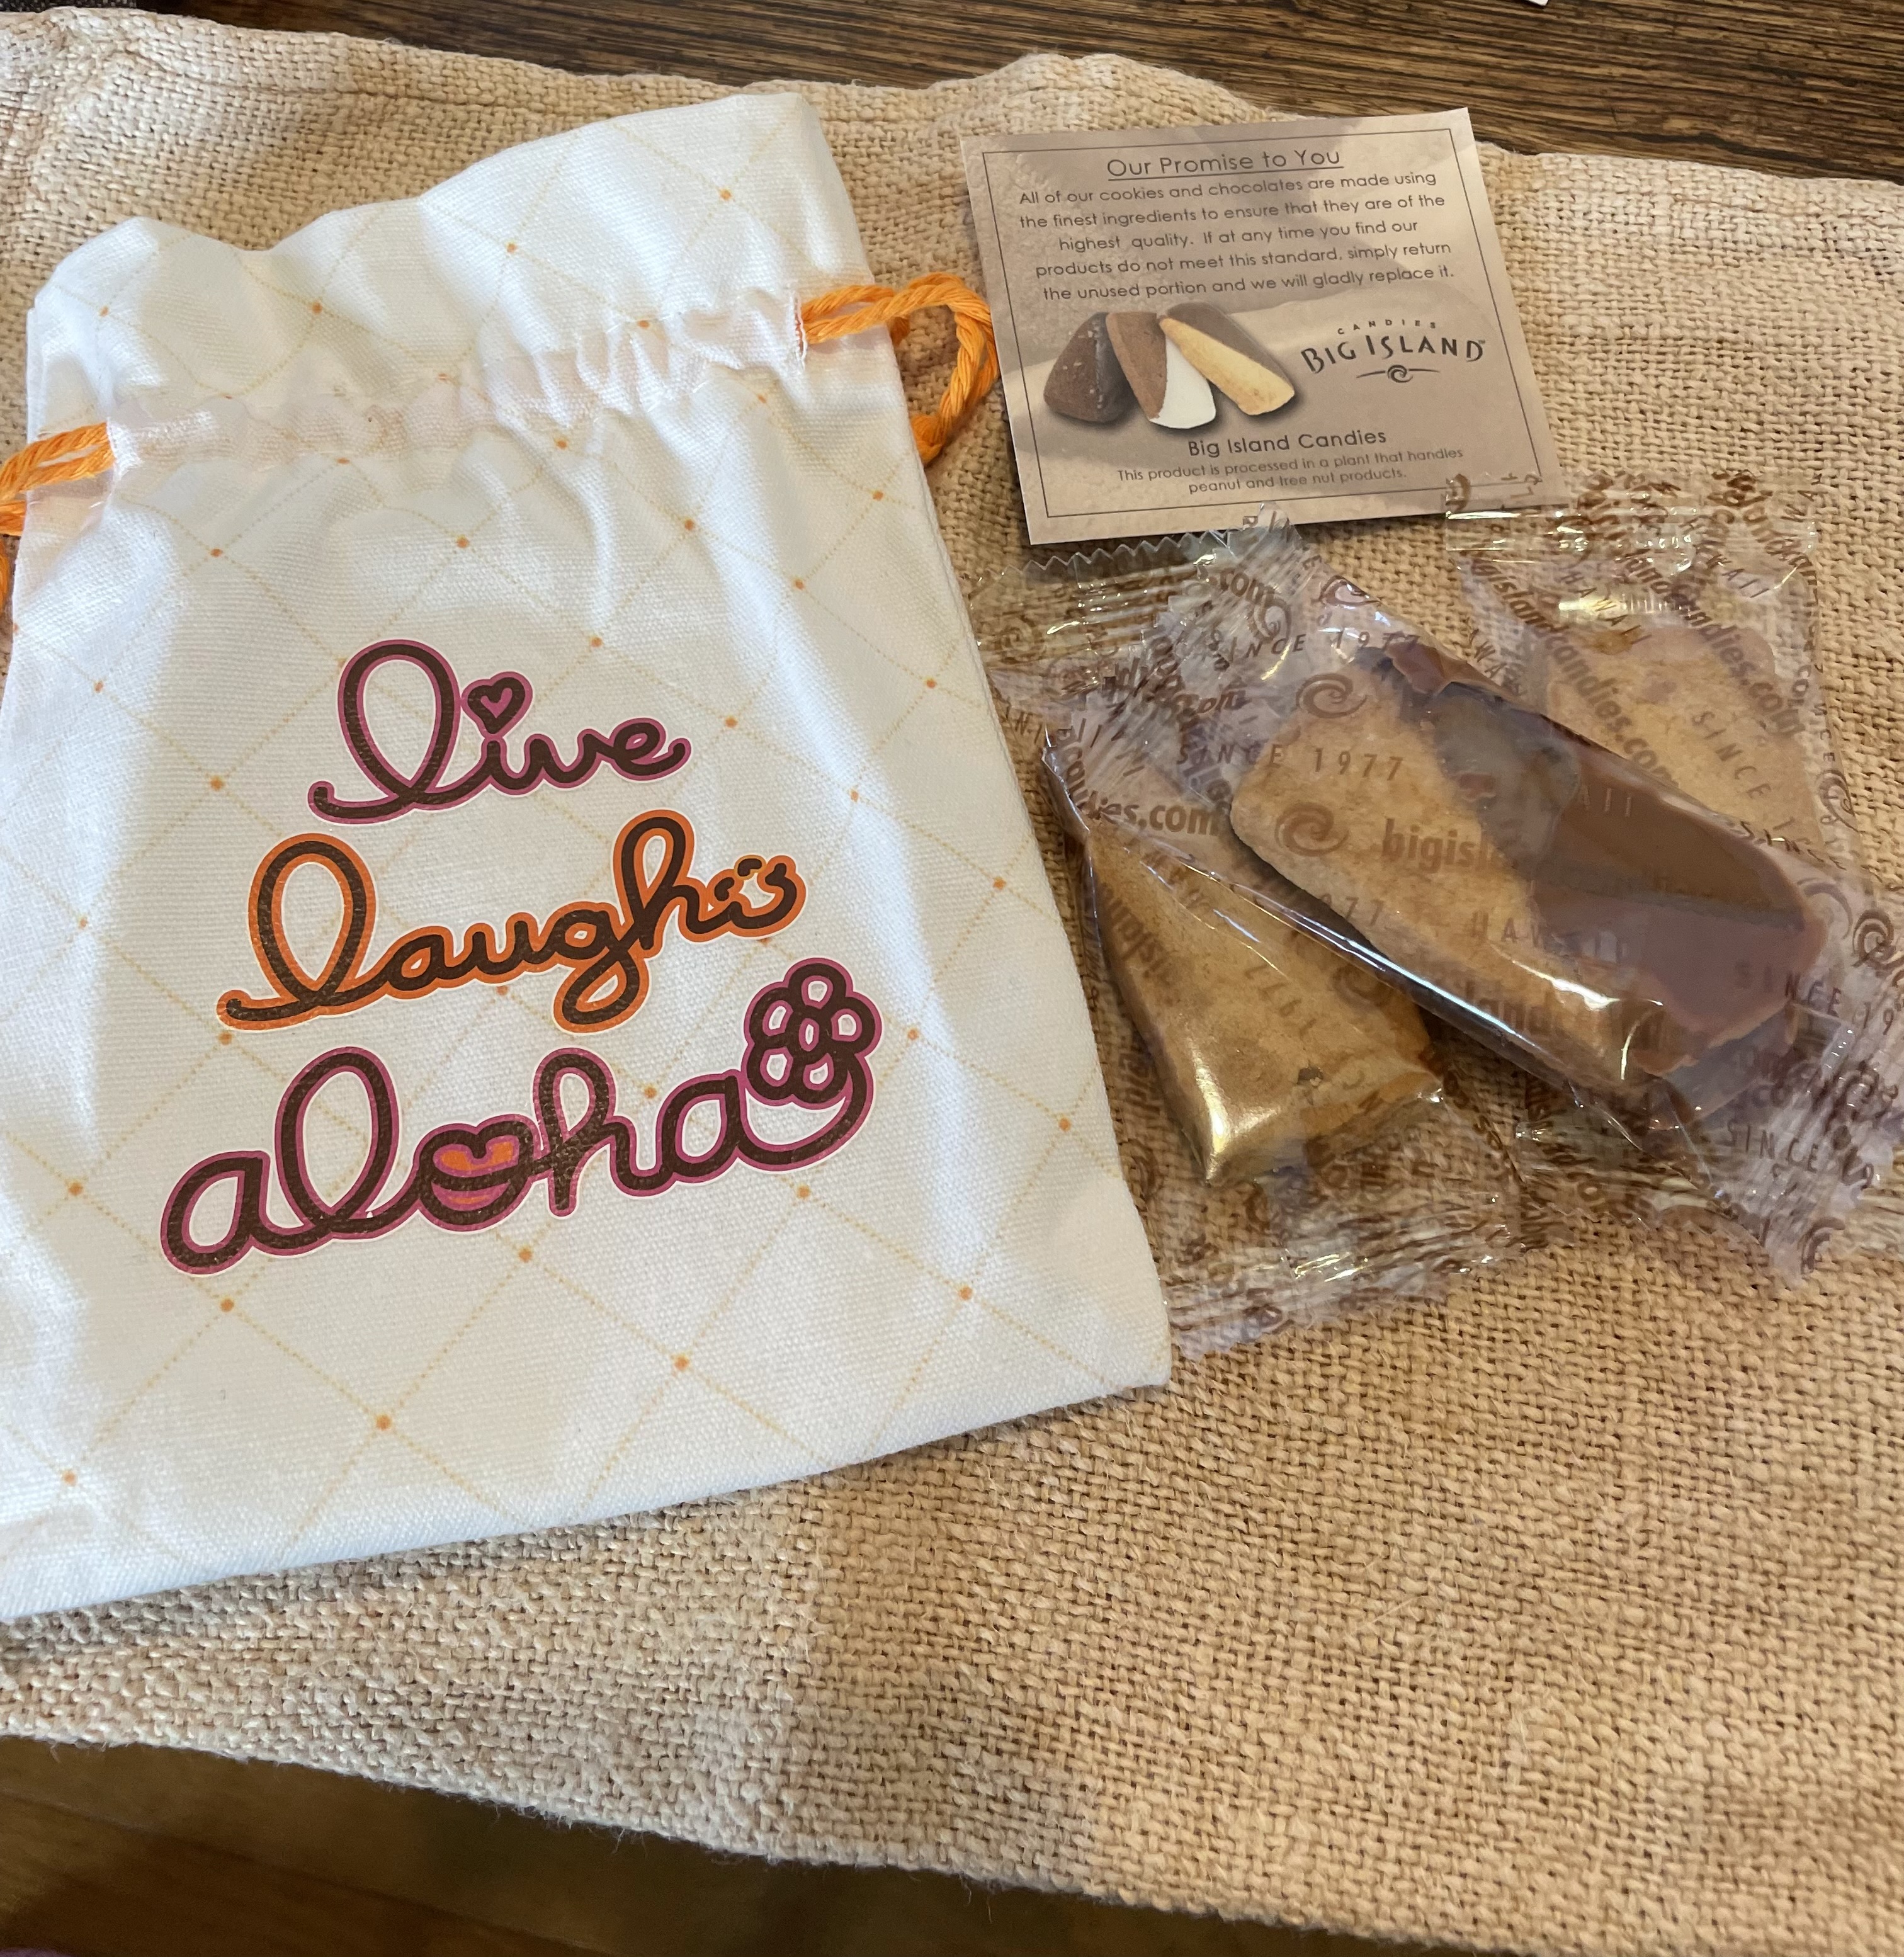 live
laugh
aloha
Our Promise to You
All of our cookies and chocolates are made using
the finest ingredients to ensure that they are of the
highest quality. If at any time you find our
products do not meet this standard, simply return
the unused portion and we will gladly replace it.
CANDIES
BIG ISLAND
Big Island Candies
This product is processed in a plant that handles
peanut and tree nut products.
SINCE 1977
SINCE 1977
HAWAII